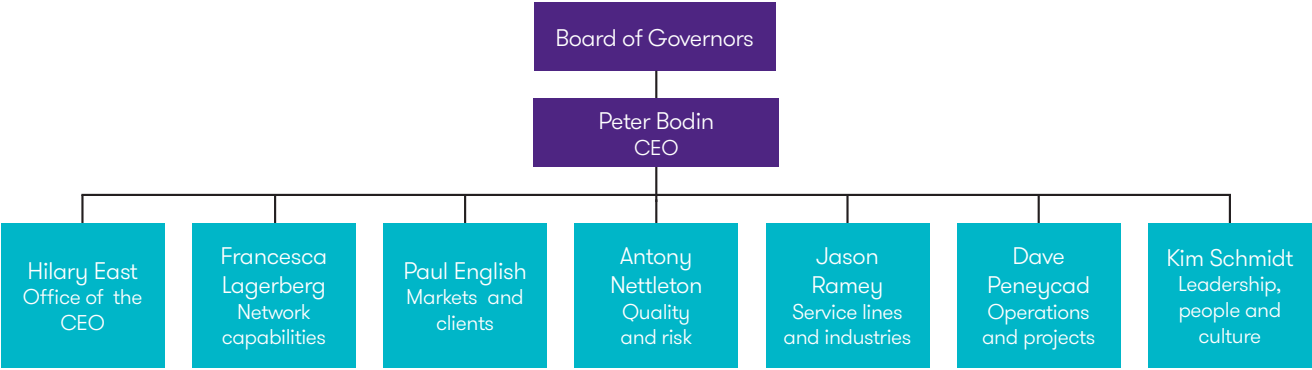 Board of Governors
Peter Bodin
CEO
Hilary East
Office of the
CEO
Francesca
Lagerberg
Network
capabilities
Paul English
Markets and
clients
Antony
Nettleton
Quality
and risk
Jason
Ramey
Service lines
and industries
Dave
Peneycad
Operations
and projects
Kim Schmidt
Leadership,
people and
culture